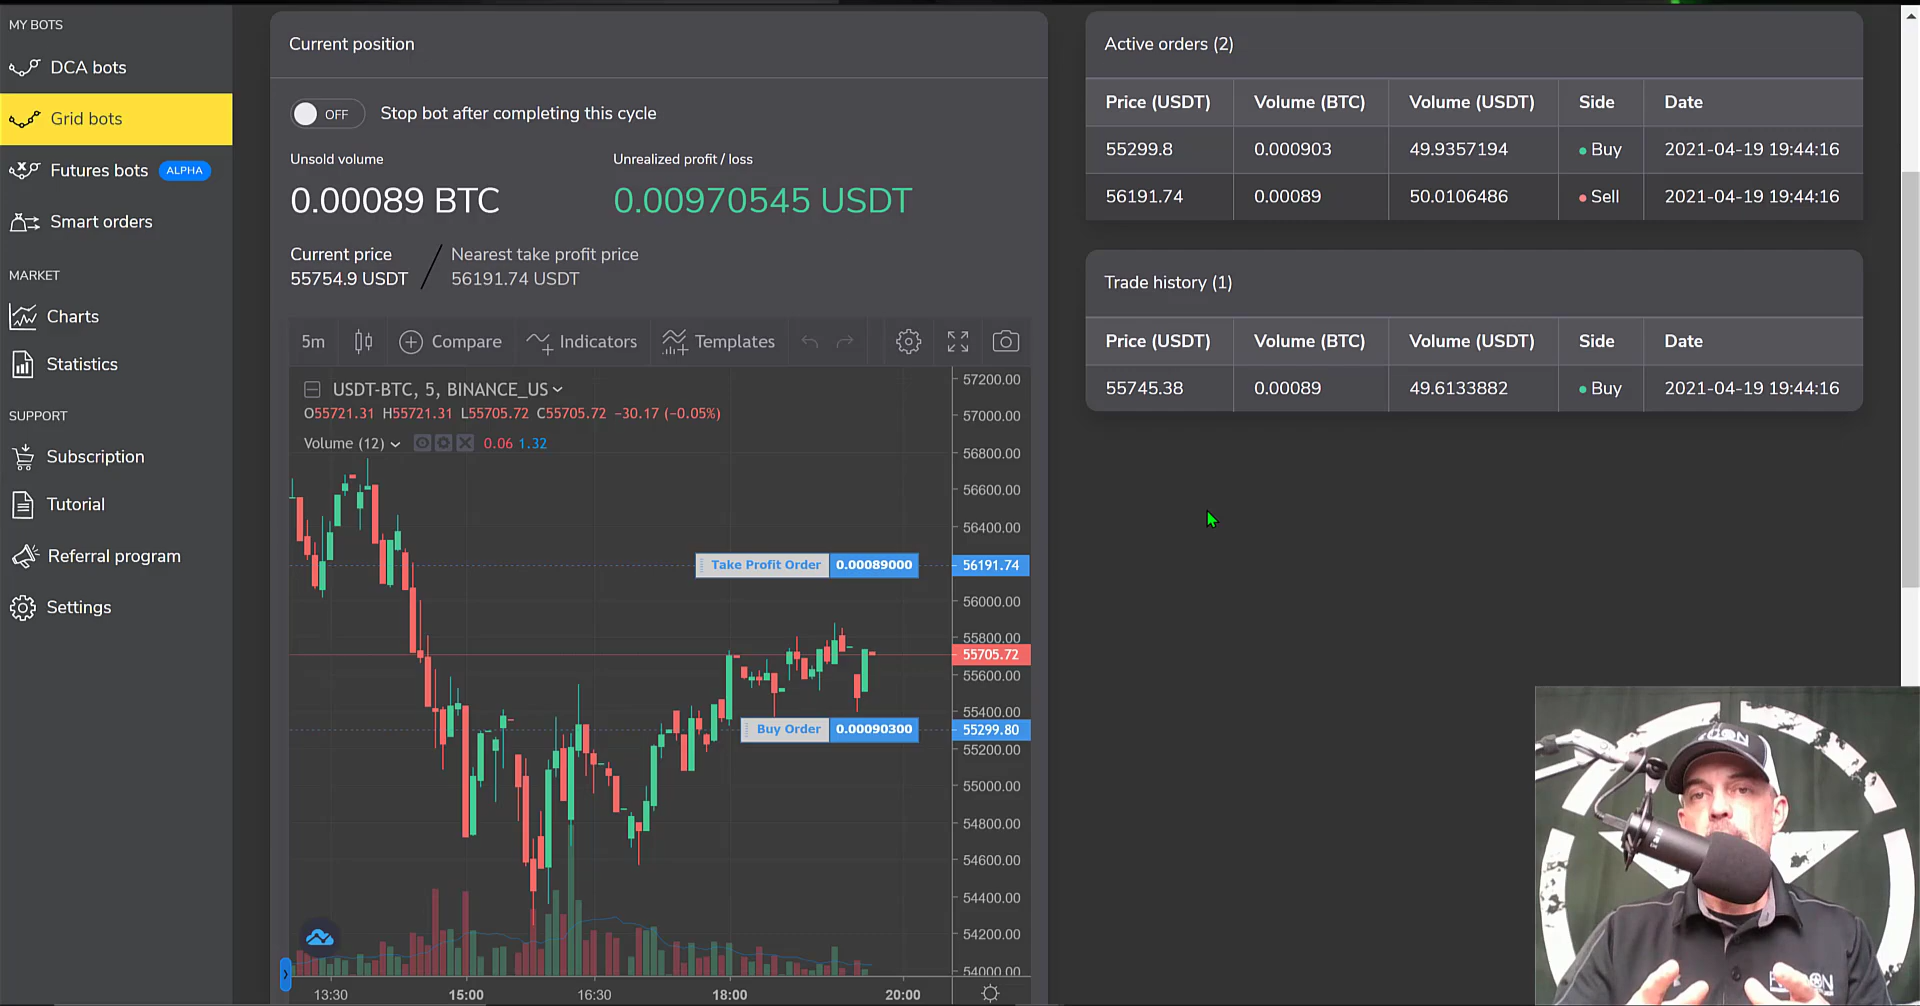 MY BOTS
DCA bots
Grid bots
Futures bots ALPHA
Smart orders
MARKET
Charts
Statistics
SUPPORT
Subscription
Tutorial
Referral program
Settings
Current position
OFF Stop bot after completing this cycle
Unsold volume
0.00089 BTC
Unrealized profit / loss
0.00970545 USDT
Current price
55754.9 USDT
Nearest take profit price
56191.74 USDT
5m Compare Indicators Templates
USDT-BTC, 5, BINANCE_US
O55721.31 H55721.31 L55705.72 C55705.72 −30.17 (−0.05%)
Volume (12) 0.06 1.32
Take Profit Order 0.00089000
Buy Order 0.00090300
57200.00
57000.00
56800.00
56600.00
56400.00
56191.74
56000.00
55800.00
55705.72
55600.00
55400.00
55299.80
55200.00
55000.00
54800.00
54600.00
54400.00
54200.00
54000.00
13:30 15:00 16:30 18:00 20:00
Active orders (2)
Price (USDT) Volume (BTC) Volume (USDT) Side Date
55299.8 0.000903 49.9357194 Buy 2021-04-19 19:44:16
56191.74 0.00089 50.0106486 Sell 2021-04-19 19:44:16
Trade history (1)
Price (USDT) Volume (BTC) Volume (USDT) Side Date
55745.38 0.00089 49.6133882 Buy 2021-04-19 19:44:16